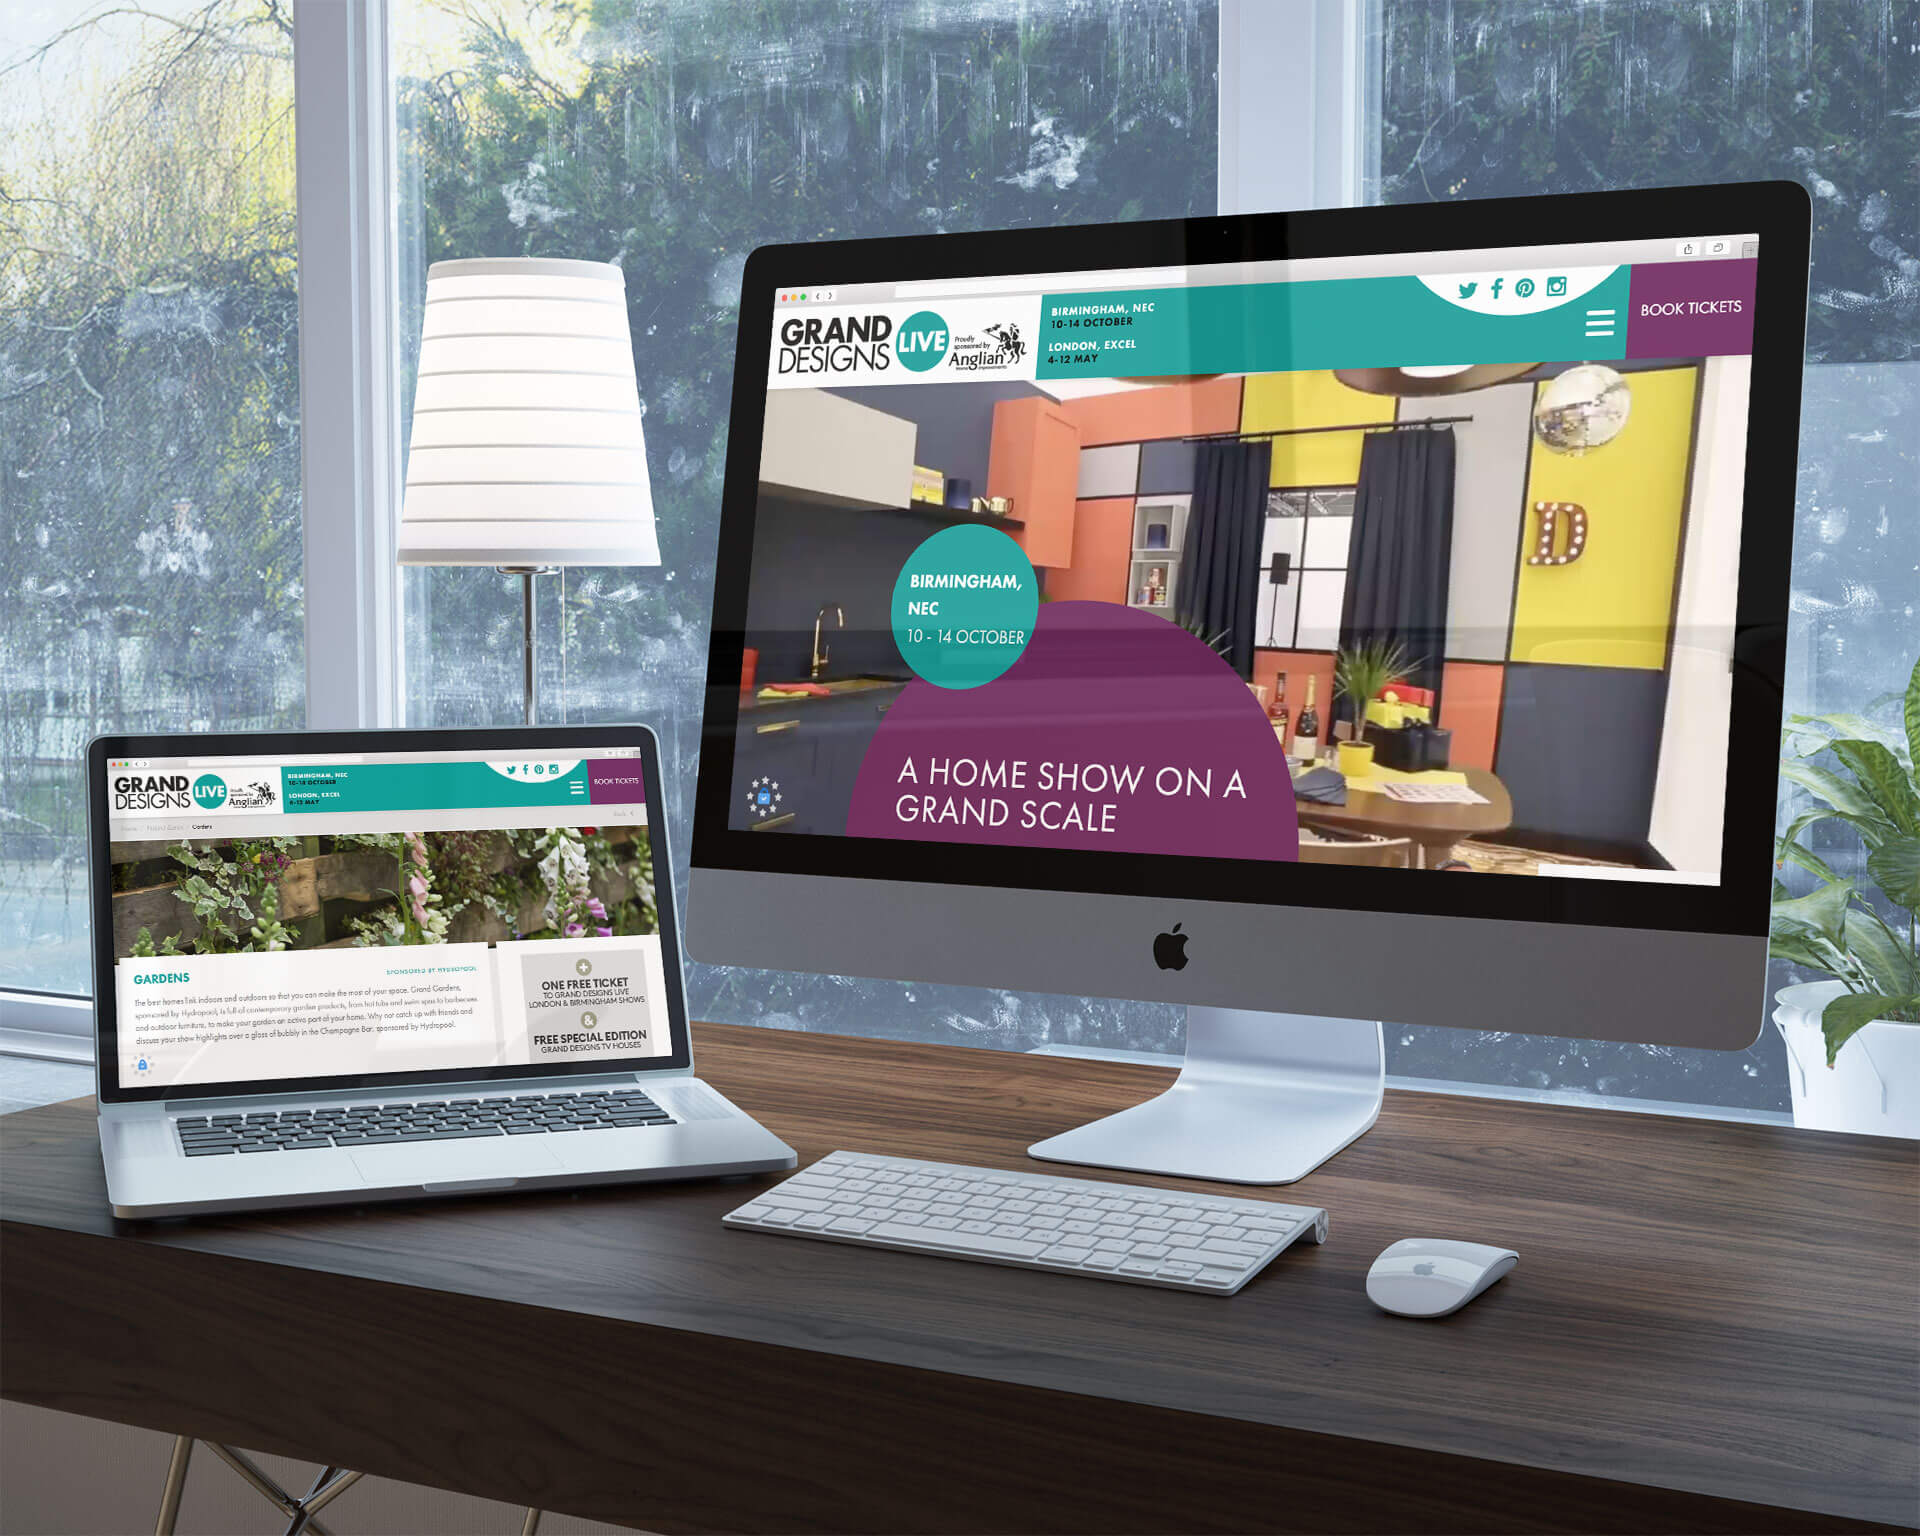 GRAND
DESIGNS
LIVE
Proudly
sponsored by
Anglian
Home Improvements
BIRMINGHAM, NEC
10-14 OCTOBER
LONDON, EXCEL
4-12 MAY
BOOK TICKETS
D
BIRMINGHAM,
NEC
10 - 14 OCTOBER
A HOME SHOW ON A
GRAND SCALE
GRAND
DESIGNS
LIVE
Proudly
sponsored by
Anglian
BIRMINGHAM, NEC
10-14 OCTOBER
LONDON, EXCEL
4-12 MAY
BOOK TICKETS
Home / / Gardens
Back
GARDENS
SPONSORED BY HYDROPOOL
The best homes link indoors and outdoors so that you can make the most of your space. Grand Gardens,
sponsored by Hydropool, is full of contemporary garden products, from hot tubs and swim spas to barbecues
and outdoor furniture, to make your garden an active part of your home. Why not catch up with friends and
discuss your show highlights over a glass of bubbly in the Champagne Bar, sponsored by Hydropool.
ONE FREE TICKET
TO GRAND DESIGNS LIVE
LONDON & BIRMINGHAM SHOWS
&
FREE SPECIAL EDITION
GRAND DESIGNS TV HOUSES